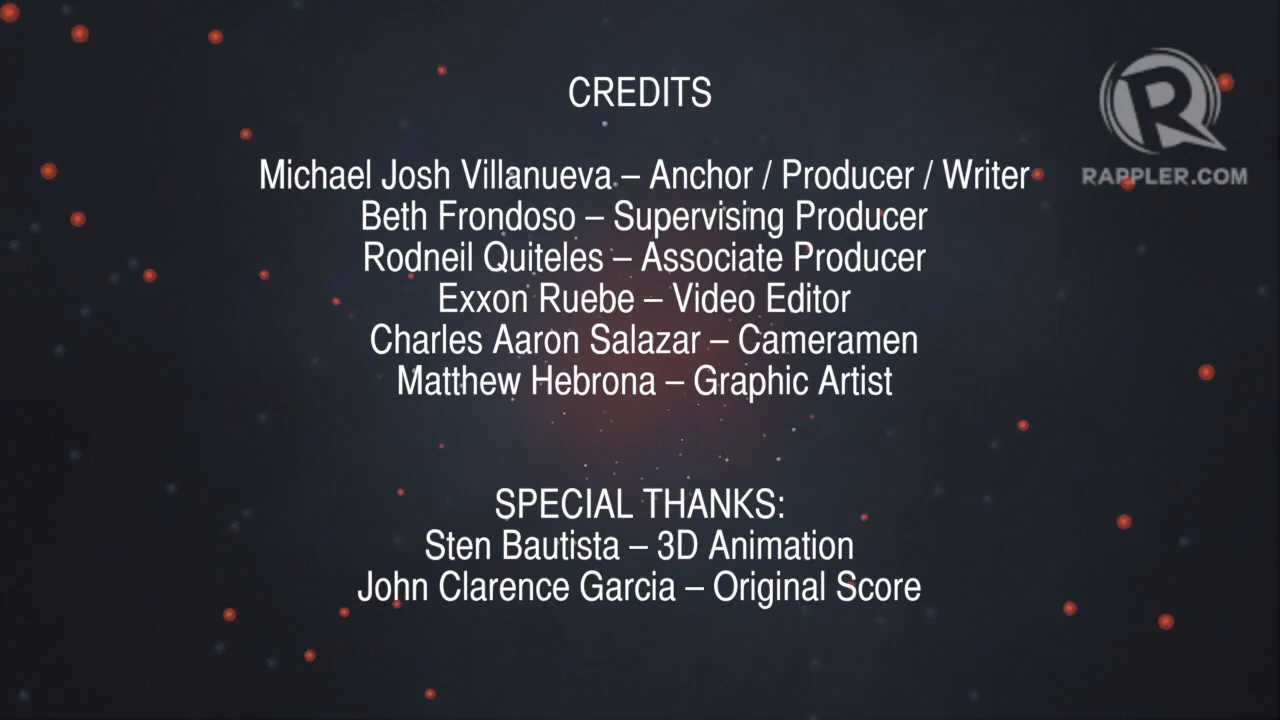 CREDITS
Michael Josh Villanueva – Anchor / Producer / Writer
Beth Frondoso – Supervising Producer
Rodneil Quiteles – Associate Producer
Exxon Ruebe – Video Editor
Charles Aaron Salazar – Cameramen
Matthew Hebrona – Graphic Artist
SPECIAL THANKS:
Sten Bautista – 3D Animation
John Clarence Garcia – Original Score
R
RAPPLER.COM